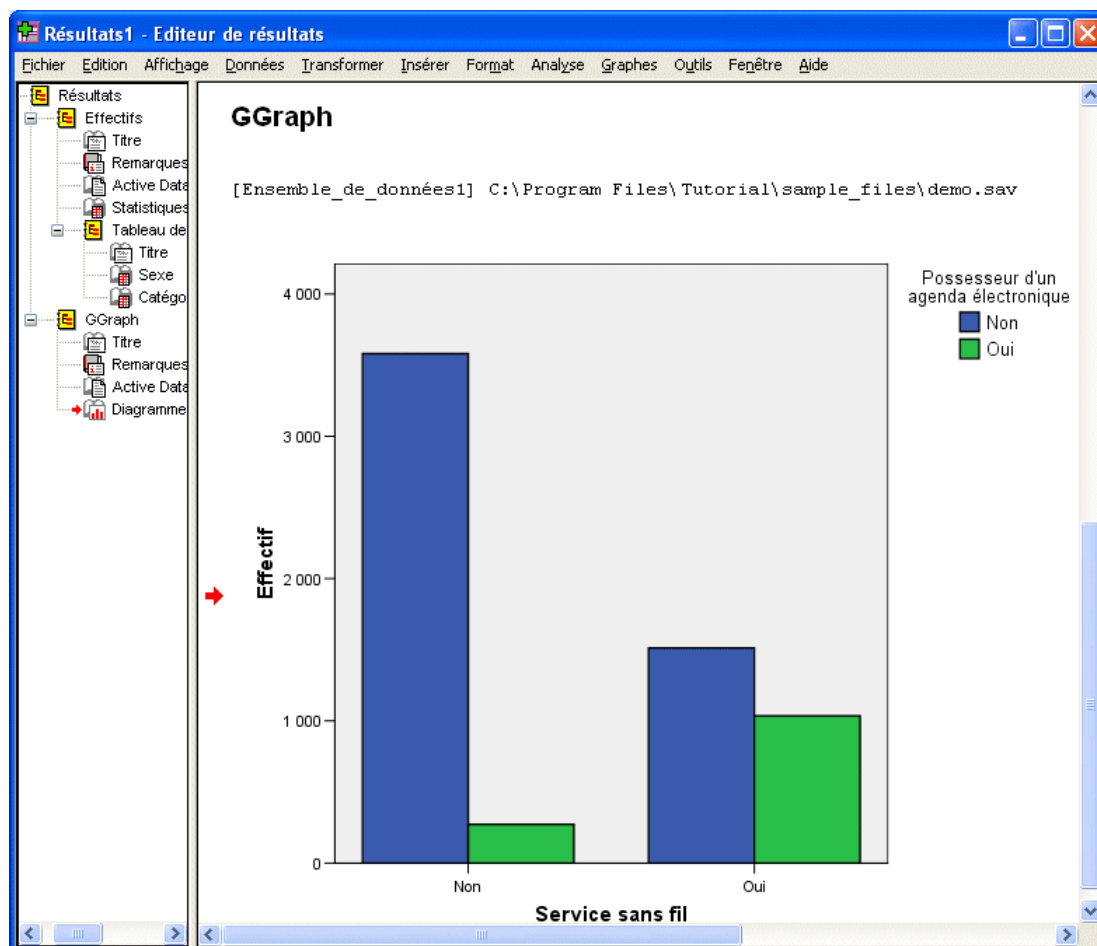 Résultats1 - Editeur de résultats
Fichier Edition Affichage Données Transformer Insérer Format Analyse Graphes Outils Fenêtre Aide
Résultats
Effectifs
Titre
Remarques
Active Data
Statistiques
Tableau de
Titre
Sexe
Catégo
GGraph
Titre
Remarques
Active Data
Diagramme
GGraph
[Ensemble_de_données1] C:\Program Files\Tutorial\sample_files\demo.sav
Possesseur d'un
agenda électronique
Non
Oui
4 000
3 000
2 000
1 000
0
Effectif
Non
Oui
Service sans fil